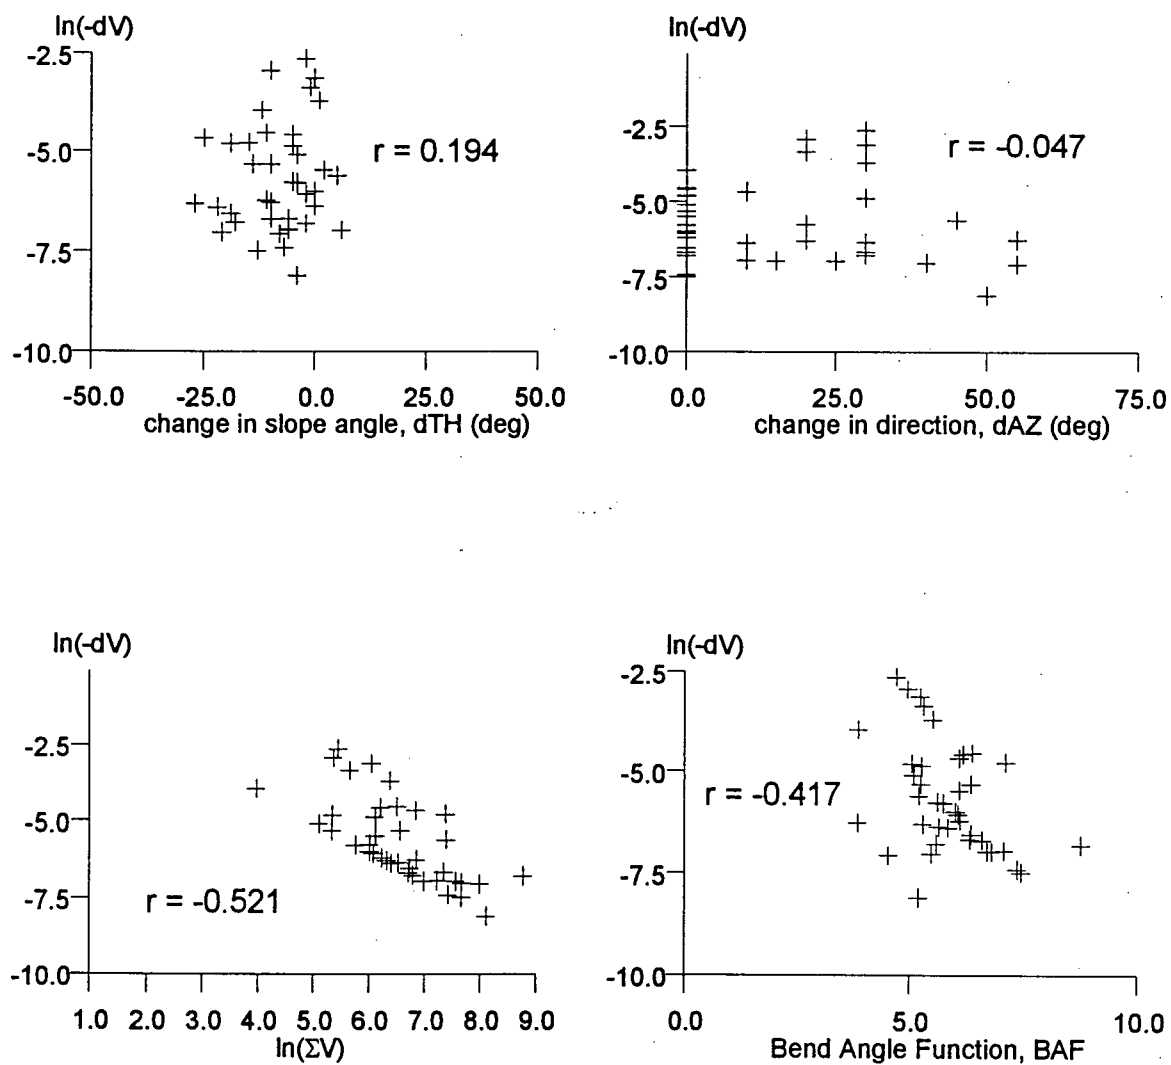 ln(-dV)
-2.5
-5.0
-7.5
-10.0
r = 0.194
-50.0 -25.0 0.0 25.0 50.0
change in slope angle, dTH (deg)
ln(-dV)
-2.5
-5.0
-7.5
-10.0
r = -0.047
0.0 25.0 50.0 75.0
change in direction, dAZ (deg)
ln(-dV)
-2.5
-5.0
-7.5
-10.0
r = -0.521
1.0 2.0 3.0 4.0 5.0 6.0 7.0 8.0 9.0
ln(ΣV)
ln(-dV)
-2.5
-5.0
-7.5
-10.0
r = -0.417
0.0 5.0 10.0
Bend Angle Function, BAF